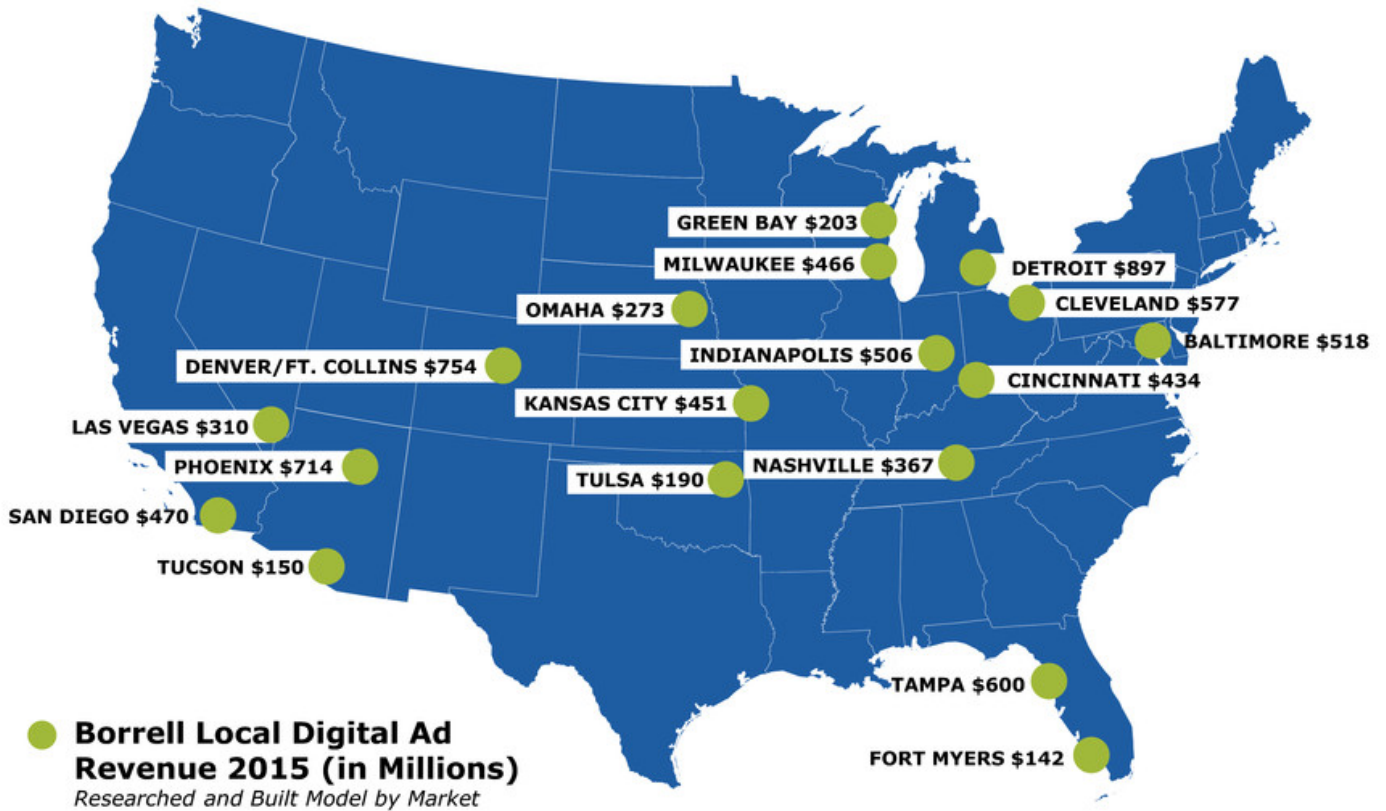 GREEN BAY $203
MILWAUKEE $466
DETROIT $897
OMAHA $273
CLEVELAND $577
BALTIMORE $518
INDIANAPOLIS $506
DENVER/FT. COLLINS $754
CINCINNATI $434
KANSAS CITY $451
LAS VEGAS $310
PHOENIX $714
NASHVILLE $367
TULSA $190
SAN DIEGO $470
TUCSON $150
TAMPA $600
FORT MYERS $142
Borrell Local Digital Ad
Revenue 2015 (in Millions)
Researched and Built Model by Market